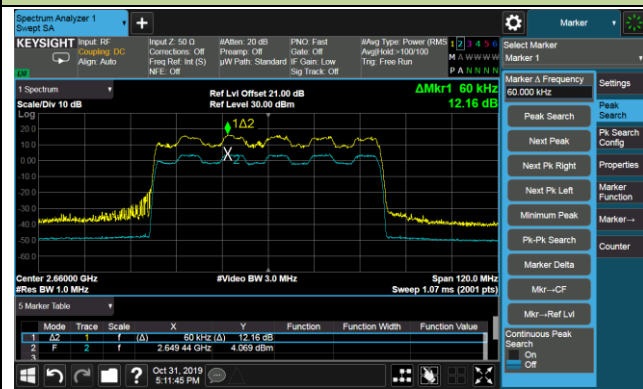 Spectrum Analyzer 1
Swept SA
Marker
KEYSIGHT
Input: RF
Coupling: DC
Align: Auto
Input Z: 50 Ω
Corrections: Off
Freq Ref: Int (S)
NFE: Off
#Atten: 20 dB
Preamp: Off
µW Path: Standard
PNO: Fast
Gate: Off
IF Gain: Low
Sig Track: Off
#Avg Type: Power (RMS
Avg|Hold:>100/100
Trig: Free Run
1 2 3 4 5 6
M A W W W W
P A N N N N
Select Marker
Marker 1
1 Spectrum
Scale/Div 10 dB
Ref Lvl Offset 21.00 dB
Ref Level 30.00 dBm
ΔMkr1 60 kHz
12.16 dB
Log
20.0
10.0
0.00
-10.0
-20.0
-30.0
-40.0
-50.0
-60.0
1Δ2
X2
Center 2.66000 GHz
#Res BW 1.0 MHz
#Video BW 3.0 MHz
Span 120.0 MHz
Sweep 1.07 ms (2001 pts)
5 Marker Table
Mode Trace Scale X Y Function Function Width Function Value
1 Δ2 1 f (Δ) 60 kHz (Δ) 12.16 dB
2 F 2 f 2.649 44 GHz 4.069 dBm
3
Oct 31, 2019
5:11:45 PM
Marker Δ Frequency
60.000 kHz
Peak Search
Next Peak
Next Pk Right
Next Pk Left
Minimum Peak
Pk-Pk Search
Marker Delta
Mkr→CF
Mkr→Ref Lvl
Continuous Peak
Search
On
Off
Settings
Peak
Search
Pk Search
Config
Properties
Marker
Function
Marker→
Counter